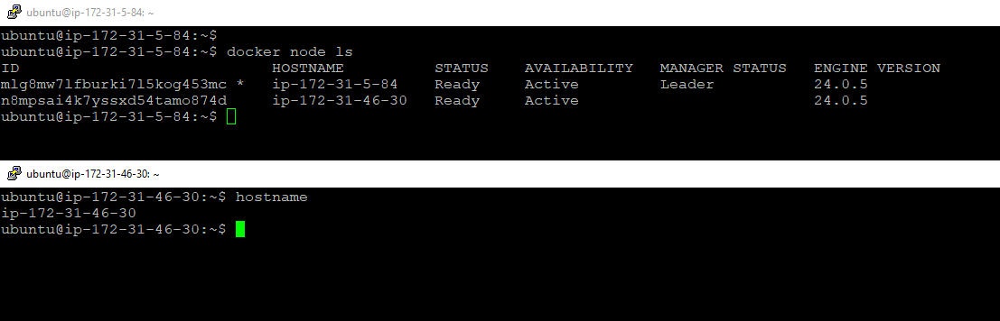 ubuntu@ip-172-31-5-84: ~
ubuntu@ip-172-31-5-84:~$
ubuntu@ip-172-31-5-84:~$ docker node ls
ID                            HOSTNAME          STATUS    AVAILABILITY   MANAGER STATUS   ENGINE VERSION
mlg8mw7lfburki7l5kog453mc *   ip-172-31-5-84    Ready     Active         Leader           24.0.5
n8mpsai4k7yssxd54tamo874d     ip-172-31-46-30   Ready     Active                          24.0.5
ubuntu@ip-172-31-5-84:~$
ubuntu@ip-172-31-46-30: ~
ubuntu@ip-172-31-46-30:~$ hostname
ip-172-31-46-30
ubuntu@ip-172-31-46-30:~$